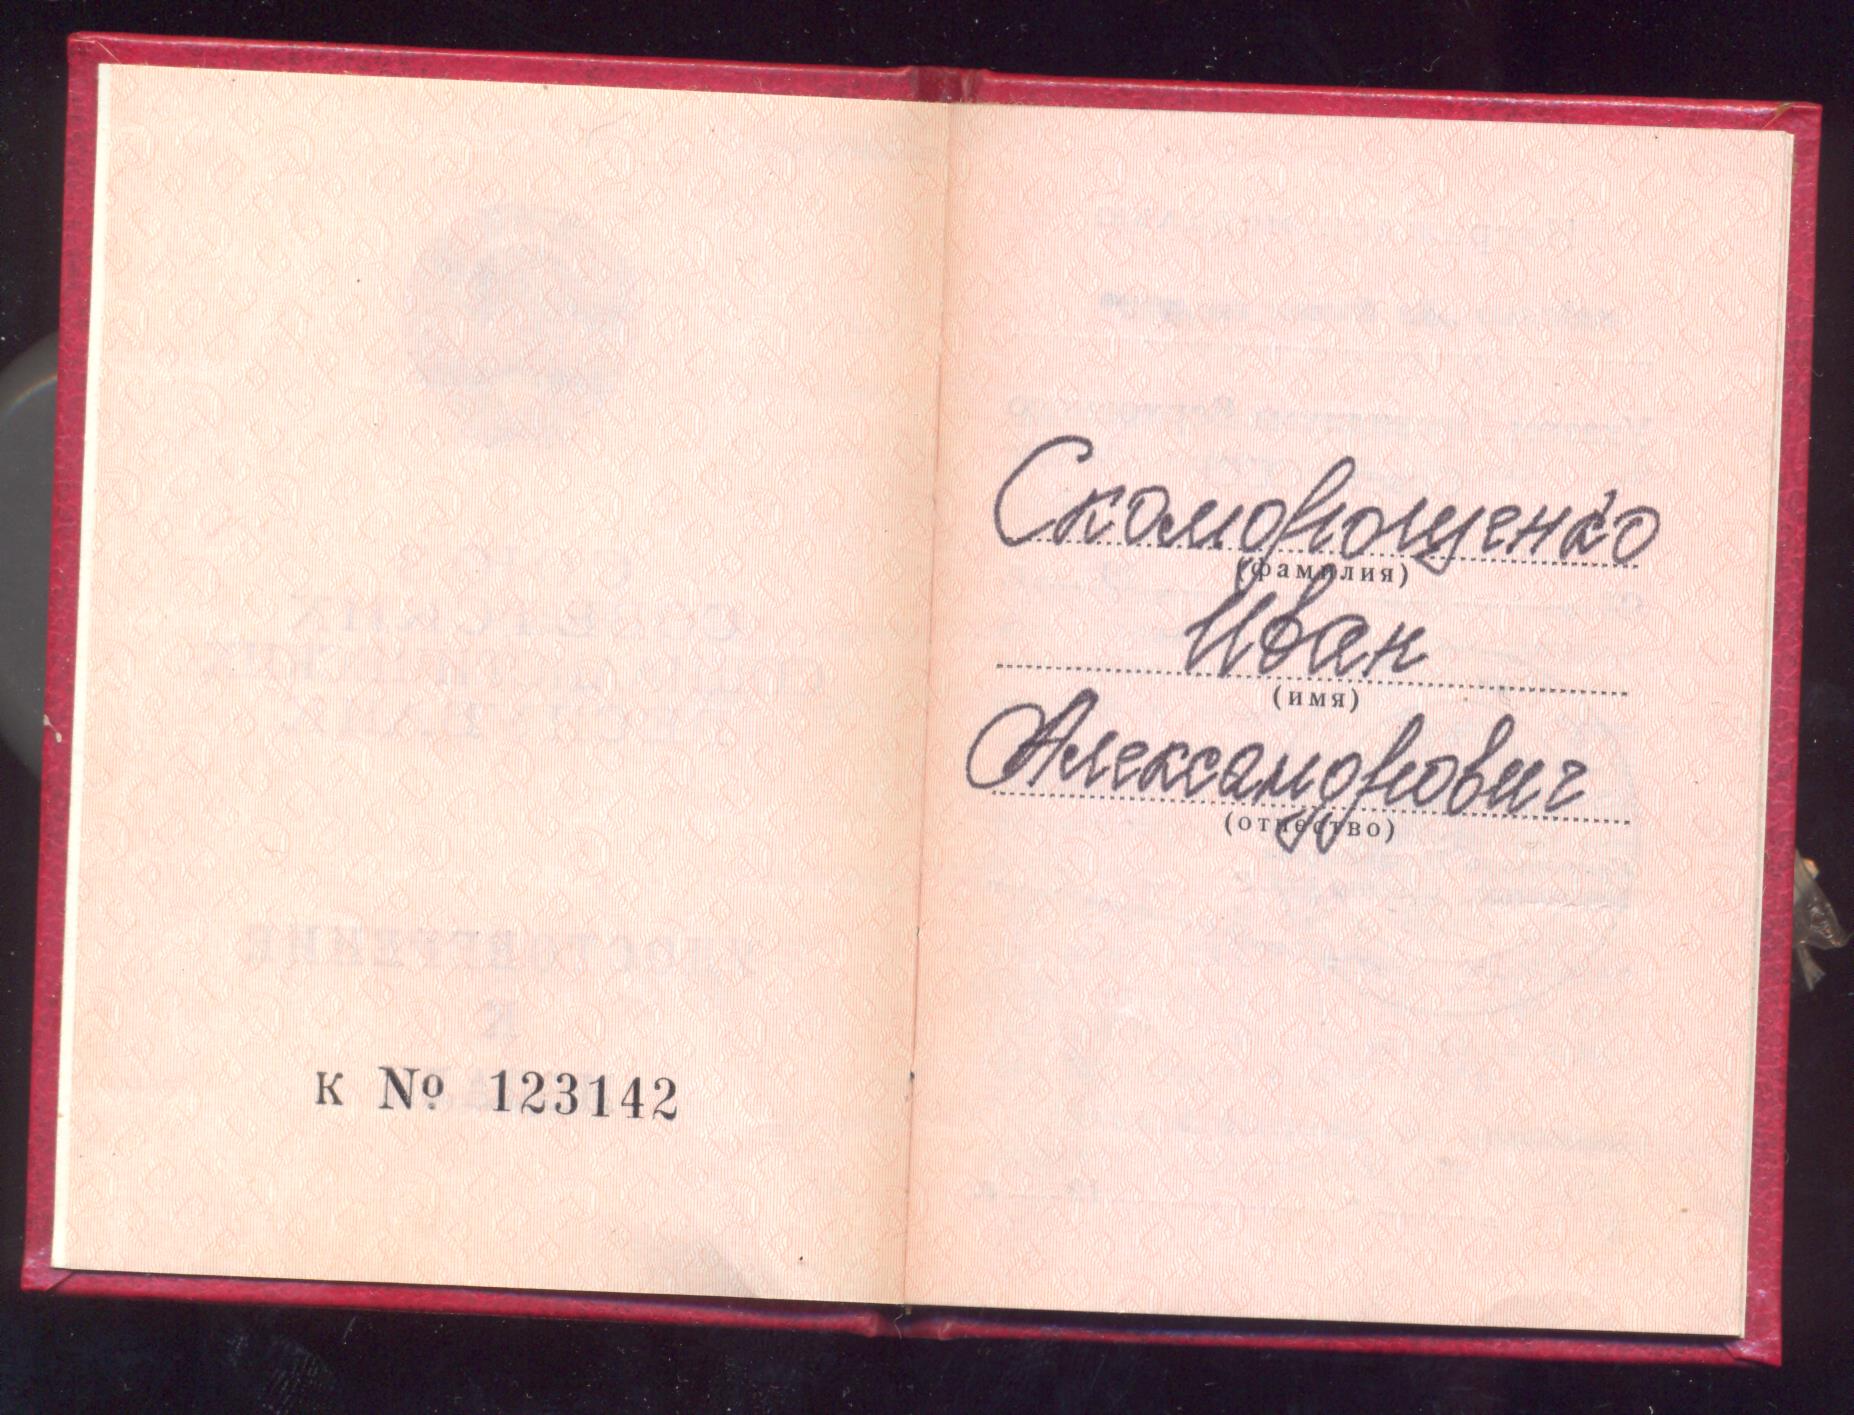 К № 123142
Скоморощенко
(фамилия)
Иван
(имя)
Александрович
(отчество)